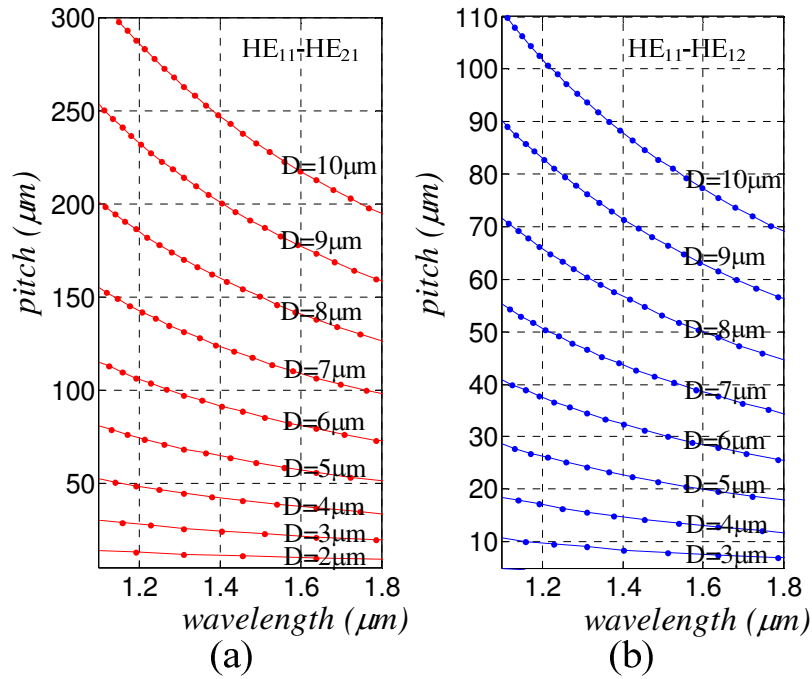 HE₁₁-HE₂₁
pitch (μm)
300
250
200
150
100
50
D=10μm
D=9μm
D=8μm
D=7μm
D=6μm
D=5μm
D=4μm
D=3μm
D=2μm
1.2 1.4 1.6 1.8
wavelength (μm)
(a)
HE₁₁-HE₁₂
pitch (μm)
110
100
90
80
70
60
50
40
30
20
10
D=10μm
D=9μm
D=8μm
D=7μm
D=6μm
D=5μm
D=4μm
D=3μm
1.2 1.4 1.6 1.8
wavelength (μm)
(b)